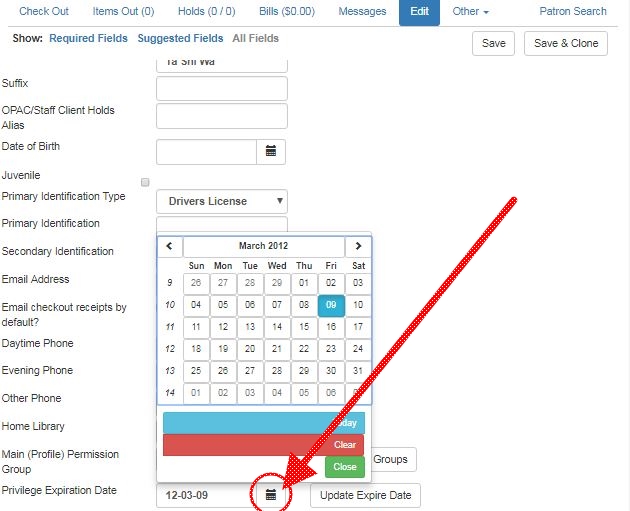 Check Out Items Out (0) Holds (0 / 0) Bills ($0.00) Messages Edit Other Patron Search
Show: Required Fields Suggested Fields All Fields Save Save & Clone
Ta Shi Wa
Suffix
OPAC/Staff Client Holds
Alias
Date of Birth
Juvenile
Primary Identification Type Drivers License
Primary Identification
Secondary Identification
Email Address
Email checkout receipts by
default?
Daytime Phone
Evening Phone
Other Phone
Home Library
Main (Profile) Permission
Group
Privilege Expiration Date
March 2012
Sun Mon Tue Wed Thu Fri Sat
9 26 27 28 29 01 02 03
10 04 05 06 07 08 09 10
11 11 12 13 14 15 16 17
12 18 19 20 21 22 23 24
13 25 26 27 28 29 30 31
14 01 02 03 04 05 06
Clear
Close
Groups
12-03-09 Update Expire Date